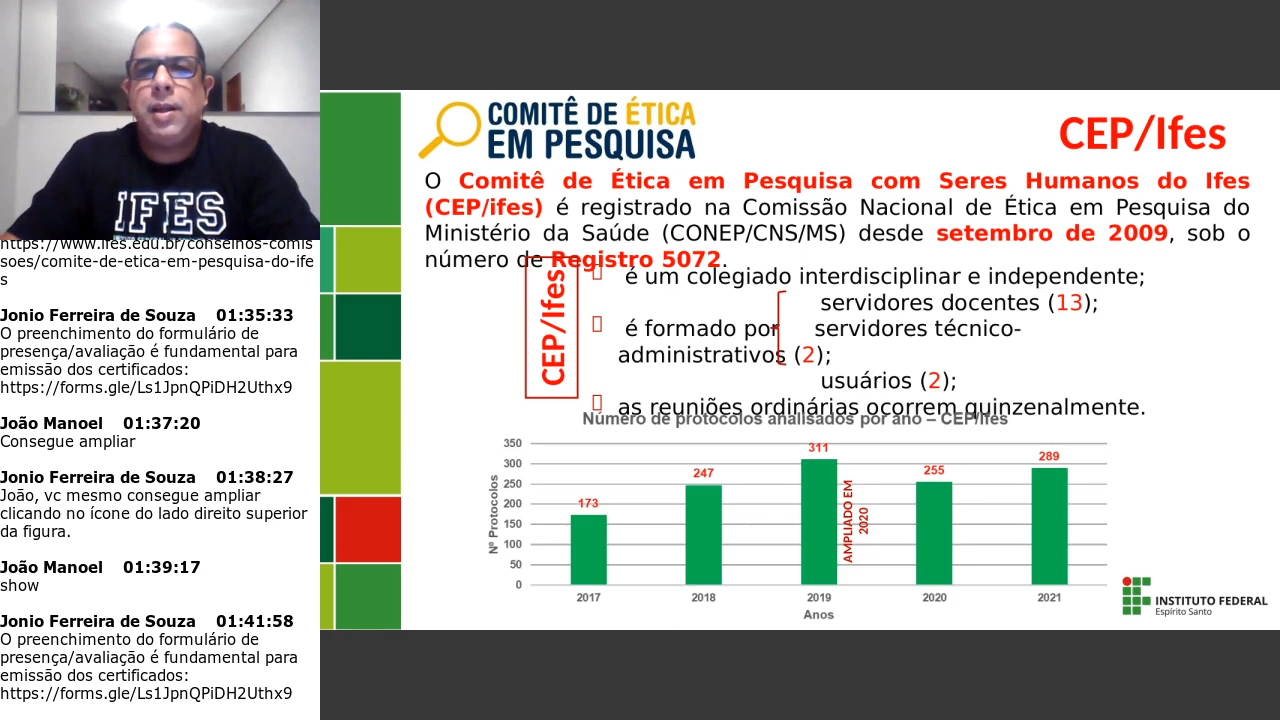 IFES
https://www.ifes.edu.br/conselhos-comis
soes/comite-de-etica-em-pesquisa-do-ife
s
Jonio Ferreira de Souza 01:35:33
O preenchimento do formulário de
presença/avaliação é fundamental para
emissão dos certificados:
https://forms.gle/Ls1JpnQPiDH2Uthx9
João Manoel 01:37:20
Consegue ampliar
Jonio Ferreira de Souza 01:38:27
João, vc mesmo consegue ampliar
clicando no ícone do lado direito superior
da figura.
João Manoel 01:39:17
show
Jonio Ferreira de Souza 01:41:58
O preenchimento do formulário de
presença/avaliação é fundamental para
emissão dos certificados:
https://forms.gle/Ls1JpnQPiDH2Uthx9
COMITÊ DE ÉTICA
EM PESQUISA
CEP/Ifes
O Comitê de Ética em Pesquisa com Seres Humanos do Ifes
(CEP/ifes) é registrado na Comissão Nacional de Ética em Pesquisa do
Ministério da Saúde (CONEP/CNS/MS) desde setembro de 2009, sob o
número de Registro 5072.
CEP/Ifes
é um colegiado interdisciplinar e independente;
servidores docentes (13);
é formado por servidores técnico-
administrativos (2);
usuários (2);
as reuniões ordinárias ocorrem quinzenalmente.
Número de protocolos analisados por ano – CEP/Ifes
Nº Protocolos
350
300
250
200
150
100
50
0
173
247
311
255
289
AMPLIADO EM
2020
2017 2018 2019 2020 2021
Anos
INSTITUTO FEDERAL
Espírito Santo